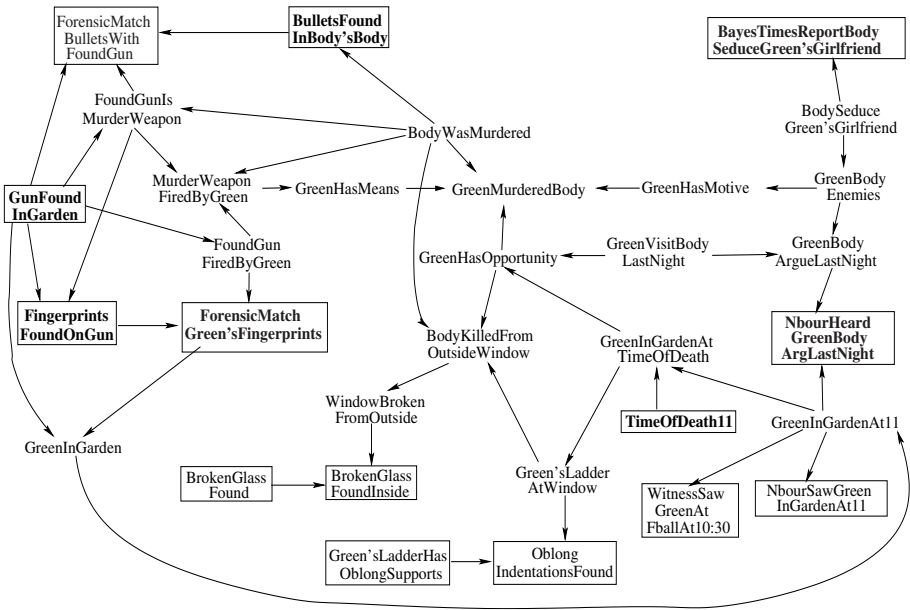 ForensicMatch
BulletsWith
FoundGun
BulletsFound
InBody'sBody
BayesTimesReportBody
SeduceGreen'sGirlfriend
FoundGunIs
MurderWeapon
BodyWasMurdered
BodySeduce
Green'sGirlfriend
GunFound
InGarden
MurderWeapon
FiredByGreen
GreenHasMeans
GreenMurderedBody
GreenHasMotive
GreenBody
Enemies
FoundGun
FiredByGreen
GreenHasOpportunity
GreenVisitBody
LastNight
GreenBody
ArgueLastNight
Fingerprints
FoundOnGun
ForensicMatch
Green'sFingerprints
BodyKilledFrom
OutsideWindow
GreenInGardenAt
TimeOfDeath
NbourHeard
GreenBody
ArgLastNight
WindowBroken
FromOutside
TimeOfDeath11
GreenInGardenAt11
GreenInGarden
BrokenGlass
Found
BrokenGlass
FoundInside
Green'sLadder
AtWindow
WitnessSaw
GreenAt
FballAt10:30
NbourSawGreen
InGardenAt11
Green'sLadderHas
OblongSupports
Oblong
IndentationsFound